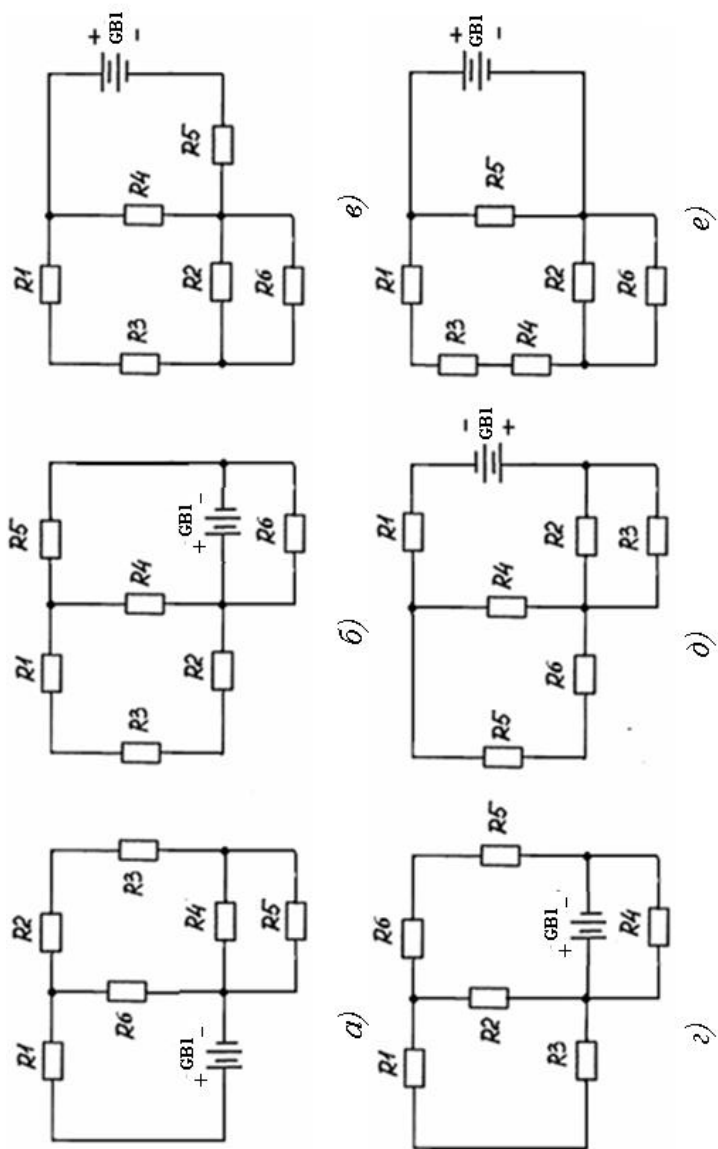 R1 R2
R6 R3
GB1 R4
+ −
R5
а)
R1 R5
R3 R4
GB1
+ −
R2 R6
б)
R1
+
GB1
−
R3 R4
R5
R2
R6
в)
R1 R6
R2 R5
GB1
+ −
R3 R4
г)
R1
−
GB1
+
R5 R4
R6 R2
R3
д)
R1
+
GB1
−
R3 R5
R4
R2
R6
е)